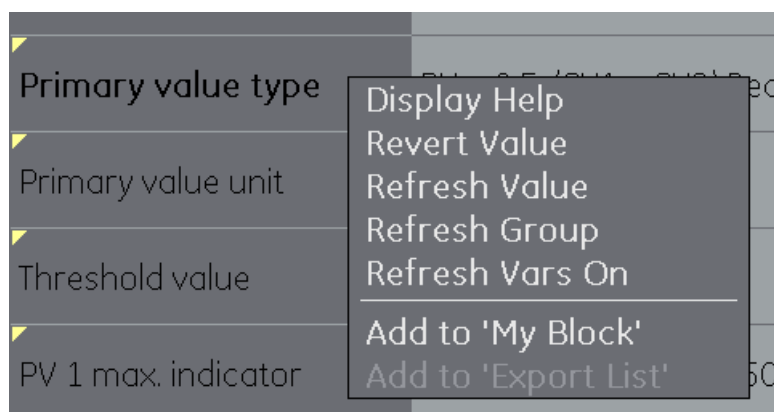 Primary value type
Primary value unit
Threshold value
PV 1 max. indicator
Display Help
Revert Value
Refresh Value
Refresh Group
Refresh Vars On
Add to 'My Block'
Add to 'Export List'